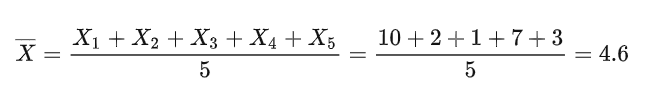 X̄ = (X₁ + X₂ + X₃ + X₄ + X₅) / 5 = (10 + 2 + 1 + 7 + 3) / 5 = 4.6